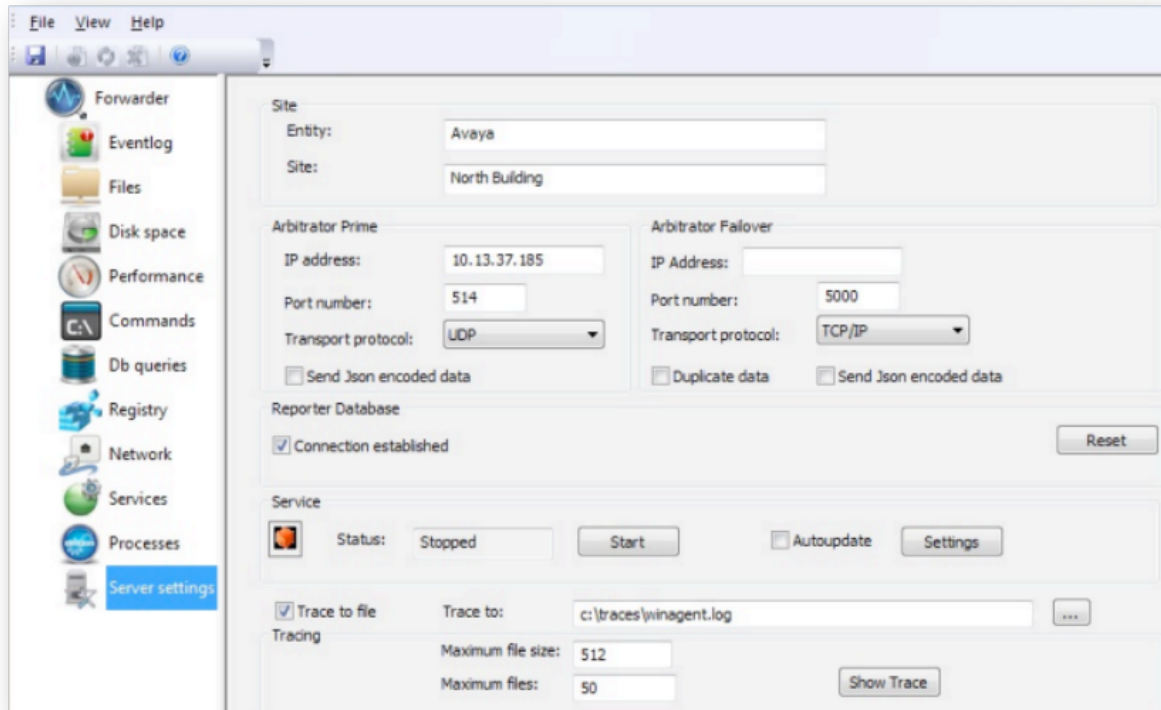 File View Help
Forwarder
Eventlog
Files
Disk space
Performance
C:\
Commands
Db queries
Registry
Network
Services
Processes
Server settings
Site
Entity: Avaya
Site: North Building
Arbitrator Prime
IP address: 10.13.37.185
Port number: 514
Transport protocol: UDP
Send Json encoded data
Arbitrator Failover
IP Address:
Port number: 5000
Transport protocol: TCP/IP
Duplicate data Send Json encoded data
Reporter Database
Connection established Reset
Service
Status: Stopped Start Autoupdate Settings
Trace to file Trace to: c:\traces\winagent.log ...
Tracing
Maximum file size: 512
Maximum files: 50 Show Trace